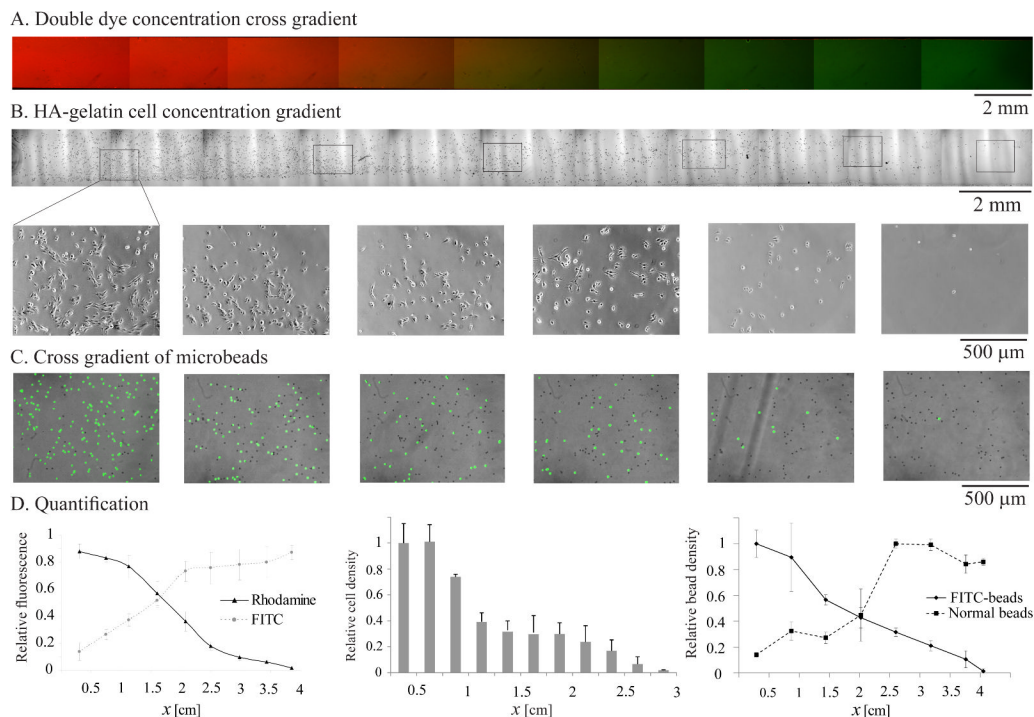 A. Double dye concentration cross gradient
2 mm
B. HA-gelatin cell concentration gradient
2 mm
500 μm
C. Cross gradient of microbeads
500 μm
D. Quantification
Relative fluorescence
1
0.8
0.6
0.4
0.2
0
Rhodamine
FITC
0.5 1 1.5 2 2.5 3 3.5 4
x [cm]
Relative cell density
1
0.8
0.6
0.4
0.2
0
0.5 1 1.5 2 2.5 3
x [cm]
Relative bead density
1
0.8
0.6
0.4
0.2
0
FITC-beads
Normal beads
0.5 1 1.5 2 2.5 3 3.5 4
x [cm]